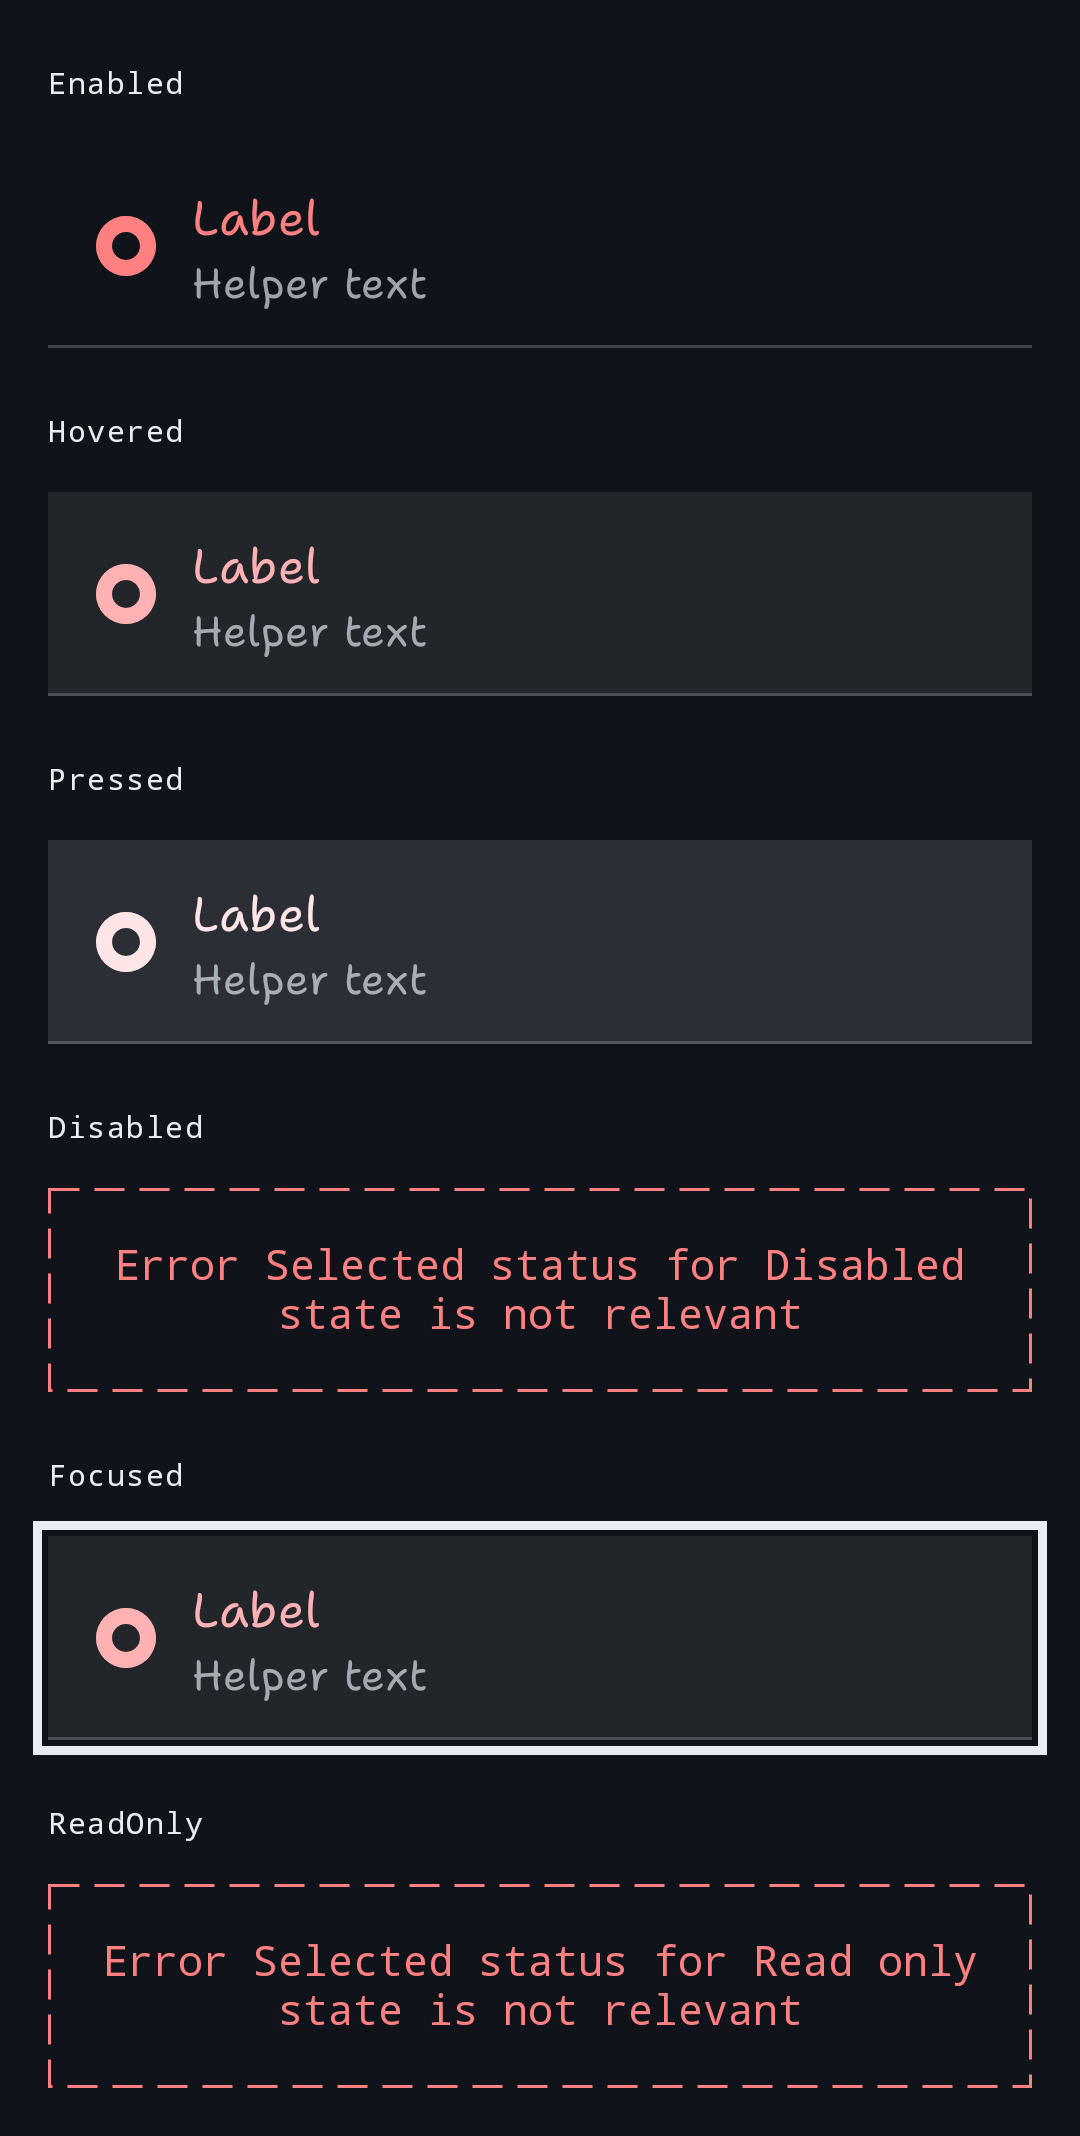 Enabled
Label
Helper text
Hovered
Label
Helper text
Pressed
Label
Helper text
Disabled
Error Selected status for Disabled
state is not relevant
Focused
Label
Helper text
ReadOnly
Error Selected status for Read only
state is not relevant